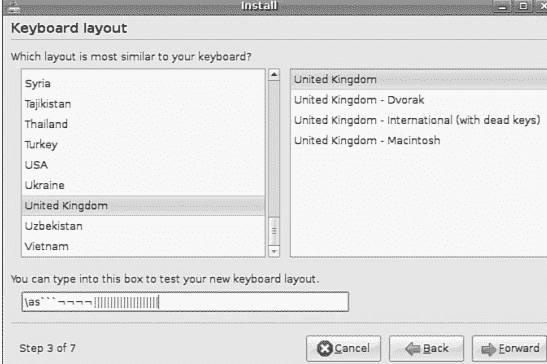 Install
Keyboard layout
Which layout is most similar to your keyboard?
Syria
Tajikistan
Thailand
Turkey
USA
Ukraine
United Kingdom
Uzbekistan
Vietnam
United Kingdom
United Kingdom - Dvorak
United Kingdom - International (with dead keys)
United Kingdom - Macintosh
You can type into this box to test your new keyboard layout.
\as```¬¬¬¬||||||||||||||||||||
Step 3 of 7
Cancel
Back
Forward